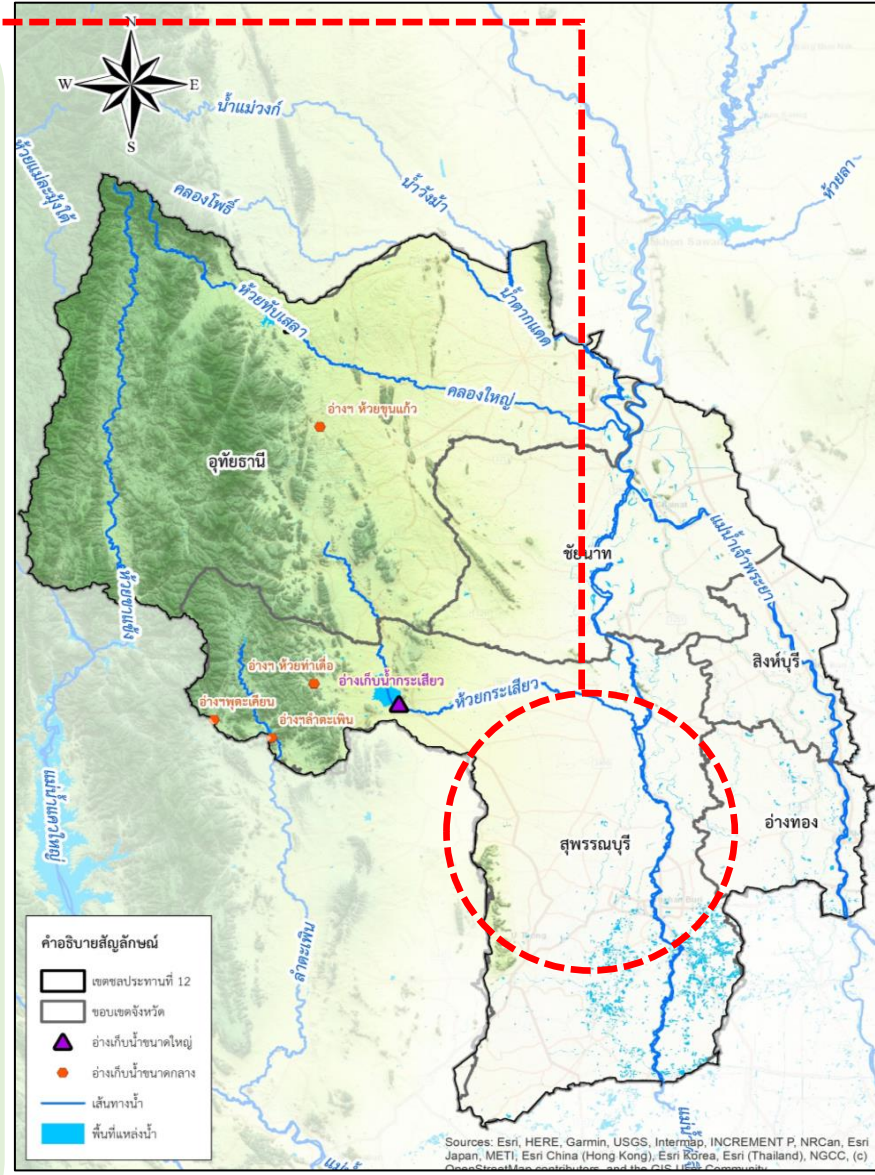 N
W
E
S
น้ำแม่วงก์
ห้วยแม่ละมุ้งใต้
คลองโพธิ์
น้ำวังม้า
ห้วยลา
ห้วยทับเสลา
น้ำตากแดด
คลองใหญ่
อ่างฯ ห้วยขุนแก้ว
อุทัยธานี
ชัยนาท
แม่น้ำเจ้าพระยา
ห้วยขาแข้ง
สิงห์บุรี
อ่างฯ ห้วยท่าเดื่อ
อ่างเก็บน้ำกระเสียว
ห้วยกระเสียว
อ่างฯพุตะเคียน
อ่างฯลำตะเพิน
แม่น้ำแควใหญ่
อ่างทอง
สุพรรณบุรี
ลำตะเพิน
คำอธิบายสัญลักษณ์
เขตชลประทานที่ 12
ขอบเขตจังหวัด
อ่างเก็บน้ำขนาดใหญ่
อ่างเก็บน้ำขนาดกลาง
เส้นทางน้ำ
พื้นที่แหล่งน้ำ
Sources: Esri, HERE, Garmin, USGS, Intermap, INCREMENT P, NRCan, Esri
Japan, METI, Esri China (Hong Kong), Esri Korea, Esri (Thailand), NGCC, (c)
OpenStreetMap contributors, and the GIS User Community